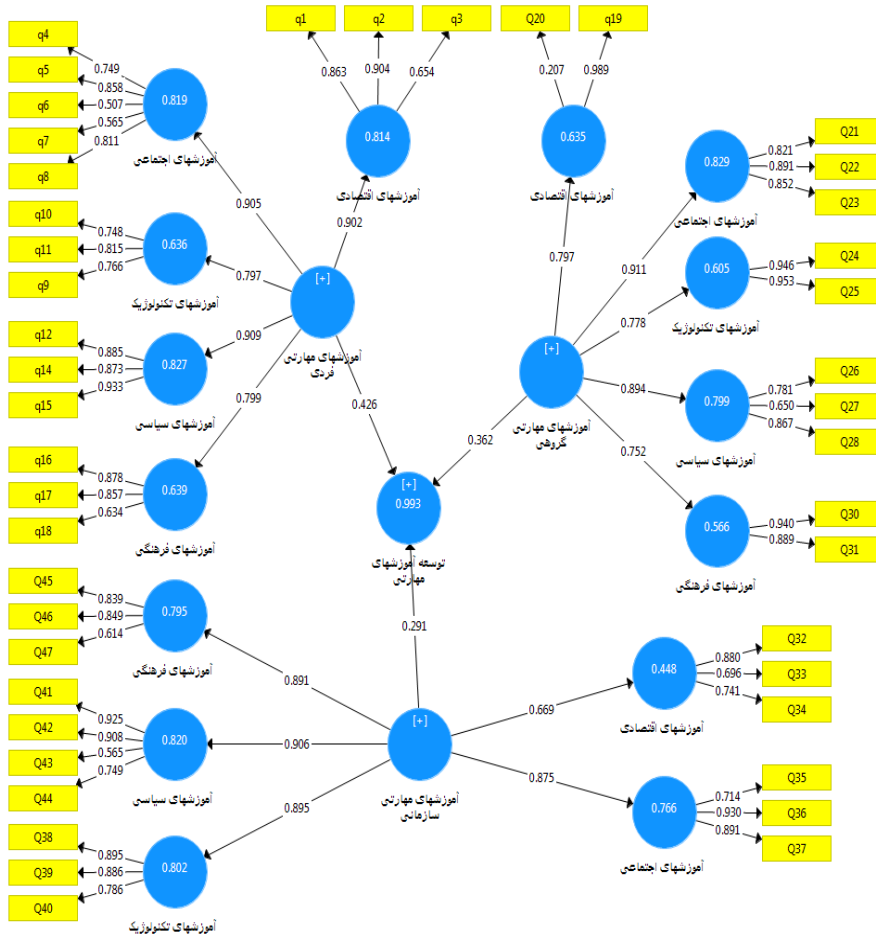 q1
q2
q3
Q20
q19
q4
q5
q6
q7
q8
0.749
0.858
0.507
0.565
0.811
0.819
آموزشهای اجتماعی
0.863
0.904
0.654
0.814
آموزشهای اقتصادی
0.207
0.989
0.635
آموزشهای اقتصادی
0.829
آموزشهای اجتماعی
0.821
0.891
0.852
Q21
Q22
Q23
q10
q11
q9
0.748
0.815
0.766
0.636
آموزشهای تکنولوژیک
0.905
0.902
0.797
0.909
0.799
[+]
آموزشهای مهارتی
فردی
0.426
0.797
0.911
0.778
0.894
0.752
0.362
[+]
آموزشهای مهارتی
گروهی
0.605
آموزشهای تکنولوژیک
0.946
0.953
Q24
Q25
q12
q14
q15
0.885
0.873
0.933
0.827
آموزشهای سیاسی
0.799
آموزشهای سیاسی
0.781
0.650
0.867
Q26
Q27
Q28
q16
q17
q18
0.878
0.857
0.634
0.639
آموزشهای فرهنگی
[+]
0.993
توسعه آموزشهای
مهارتی
0.566
آموزشهای فرهنگی
0.940
0.889
Q30
Q31
Q45
Q46
Q47
0.839
0.849
0.614
0.795
آموزشهای فرهنگی
0.291
0.891
0.906
0.895
0.669
0.875
[+]
آموزشهای مهارتی
سازمانی
0.448
آموزشهای اقتصادی
0.880
0.696
0.741
Q32
Q33
Q34
Q41
Q42
Q43
Q44
0.925
0.908
0.565
0.749
0.820
آموزشهای سیاسی
0.766
آموزشهای اجتماعی
0.714
0.930
0.891
Q35
Q36
Q37
Q38
Q39
Q40
0.895
0.886
0.786
0.802
آموزشهای تکنولوژیک